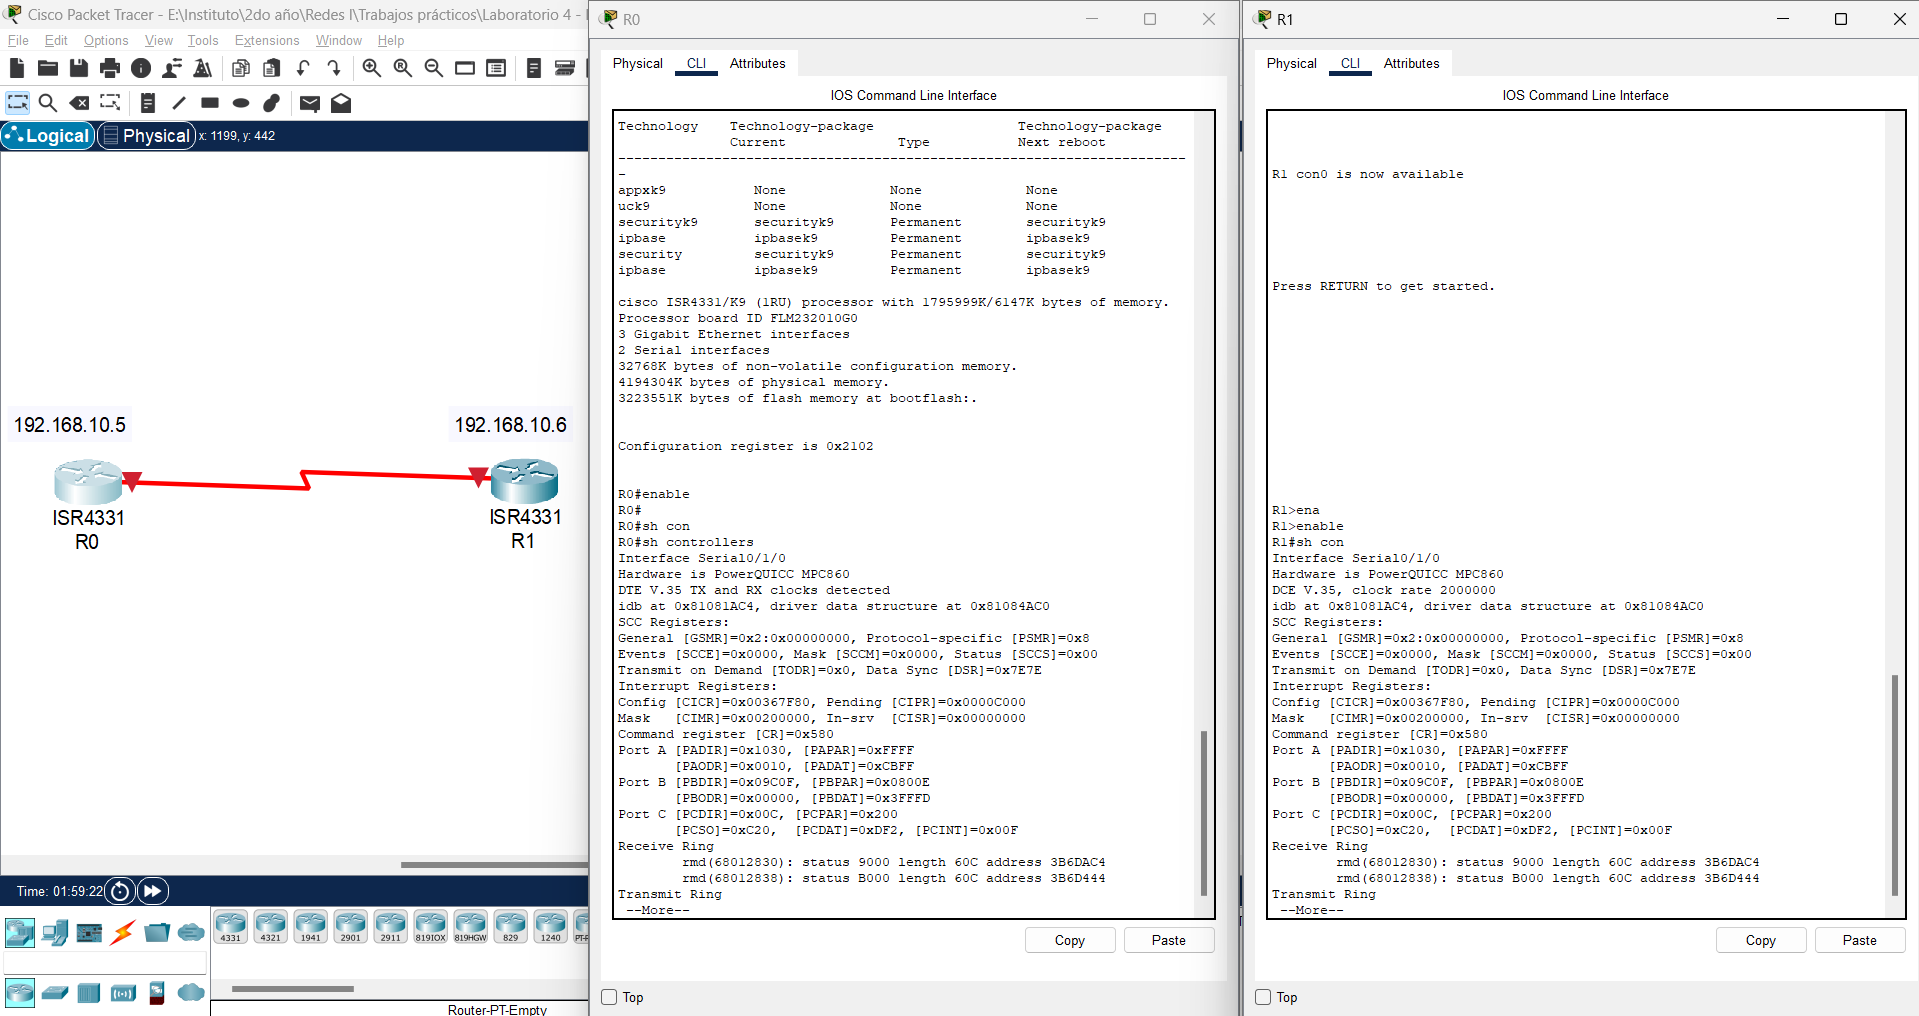 Cisco Packet Tracer - E:\Instituto\2do año\Redes I\Trabajos prácticos\Laboratorio 4 -
File Edit Options View Tools Extensions Window Help
Logical Physical x: 1199, y: 442
192.168.10.5
192.168.10.6
ISR4331
R0
ISR4331
R1
Time: 01:59:22
4331 4321 1941 2901 2911 819IOX 819HGW 829 1240
Router-PT-Empty
R0
Physical CLI Attributes
IOS Command Line Interface
Technology    Technology-package                  Technology-package
              Current              Type           Next reboot
-----------------------------------------------------------------------
-
appxk9           None             None             None
uck9             None             None             None
securityk9       securityk9       Permanent        securityk9
ipbase           ipbasek9         Permanent        ipbasek9
security         securityk9       Permanent        securityk9
ipbase           ipbasek9         Permanent        ipbasek9
cisco ISR4331/K9 (1RU) processor with 1795999K/6147K bytes of memory.
Processor board ID FLM232010G0
3 Gigabit Ethernet interfaces
2 Serial interfaces
32768K bytes of non-volatile configuration memory.
4194304K bytes of physical memory.
3223551K bytes of flash memory at bootflash:.
Configuration register is 0x2102
R0#enable
R0#
R0#sh con
R0#sh controllers
Interface Serial0/1/0
Hardware is PowerQUICC MPC860
DTE V.35 TX and RX clocks detected
idb at 0x81081AC4, driver data structure at 0x81084AC0
SCC Registers:
General [GSMR]=0x2:0x00000000, Protocol-specific [PSMR]=0x8
Events [SCCE]=0x0000, Mask [SCCM]=0x0000, Status [SCCS]=0x00
Transmit on Demand [TODR]=0x0, Data Sync [DSR]=0x7E7E
Interrupt Registers:
Config [CICR]=0x00367F80, Pending [CIPR]=0x0000C000
Mask   [CIMR]=0x00200000, In-srv  [CISR]=0x00000000
Command register [CR]=0x580
Port A [PADIR]=0x1030, [PAPAR]=0xFFFF
       [PAODR]=0x0010, [PADAT]=0xCBFF
Port B [PBDIR]=0x09C0F, [PBPAR]=0x0800E
       [PBODR]=0x00000, [PBDAT]=0x3FFFD
Port C [PCDIR]=0x00C, [PCPAR]=0x200
       [PCSO]=0xC20,  [PCDAT]=0xDF2, [PCINT]=0x00F
Receive Ring
        rmd(68012830): status 9000 length 60C address 3B6DAC4
        rmd(68012838): status B000 length 60C address 3B6D444
Transmit Ring
 --More--
Copy Paste
Top
R1
Physical CLI Attributes
IOS Command Line Interface
R1 con0 is now available
Press RETURN to get started.
R1>ena
R1>enable
R1#sh con
Interface Serial0/1/0
Hardware is PowerQUICC MPC860
DCE V.35, clock rate 2000000
idb at 0x81081AC4, driver data structure at 0x81084AC0
SCC Registers:
General [GSMR]=0x2:0x00000000, Protocol-specific [PSMR]=0x8
Events [SCCE]=0x0000, Mask [SCCM]=0x0000, Status [SCCS]=0x00
Transmit on Demand [TODR]=0x0, Data Sync [DSR]=0x7E7E
Interrupt Registers:
Config [CICR]=0x00367F80, Pending [CIPR]=0x0000C000
Mask   [CIMR]=0x00200000, In-srv  [CISR]=0x00000000
Command register [CR]=0x580
Port A [PADIR]=0x1030, [PAPAR]=0xFFFF
       [PAODR]=0x0010, [PADAT]=0xCBFF
Port B [PBDIR]=0x09C0F, [PBPAR]=0x0800E
       [PBODR]=0x00000, [PBDAT]=0x3FFFD
Port C [PCDIR]=0x00C, [PCPAR]=0x200
       [PCSO]=0xC20,  [PCDAT]=0xDF2, [PCINT]=0x00F
Receive Ring
        rmd(68012830): status 9000 length 60C address 3B6DAC4
        rmd(68012838): status B000 length 60C address 3B6D444
Transmit Ring
 --More--
Copy Paste
Top